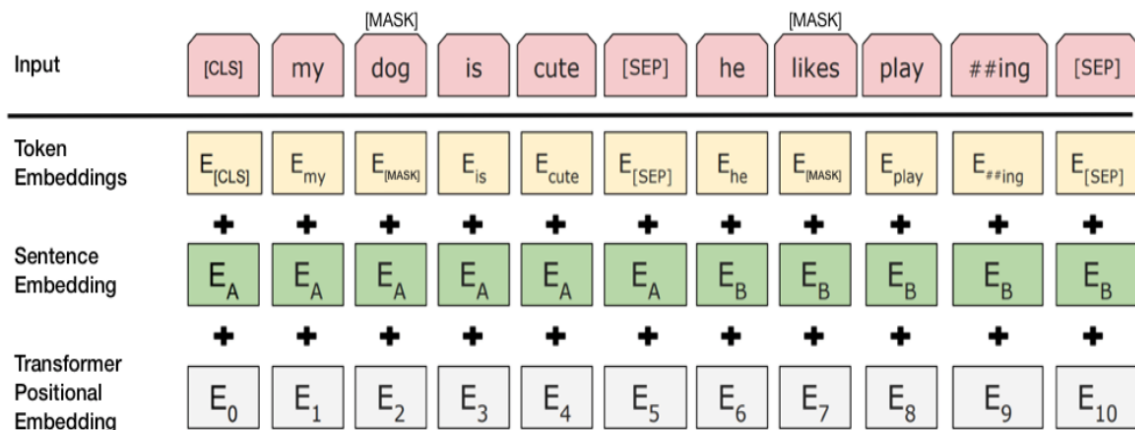 [MASK] [MASK]
Input [CLS] my dog is cute [SEP] he likes play ##ing [SEP]
Token
Embeddings
E[CLS] Emy E[MASK] Eis Ecute E[SEP] Ehe E[MASK] Eplay E##ing E[SEP]
+ + + + + + + + + + +
Sentence
Embedding
EA EA EA EA EA EA EB EB EB EB EB
+ + + + + + + + + + +
Transformer
Positional
Embedding
E0 E1 E2 E3 E4 E5 E6 E7 E8 E9 E10